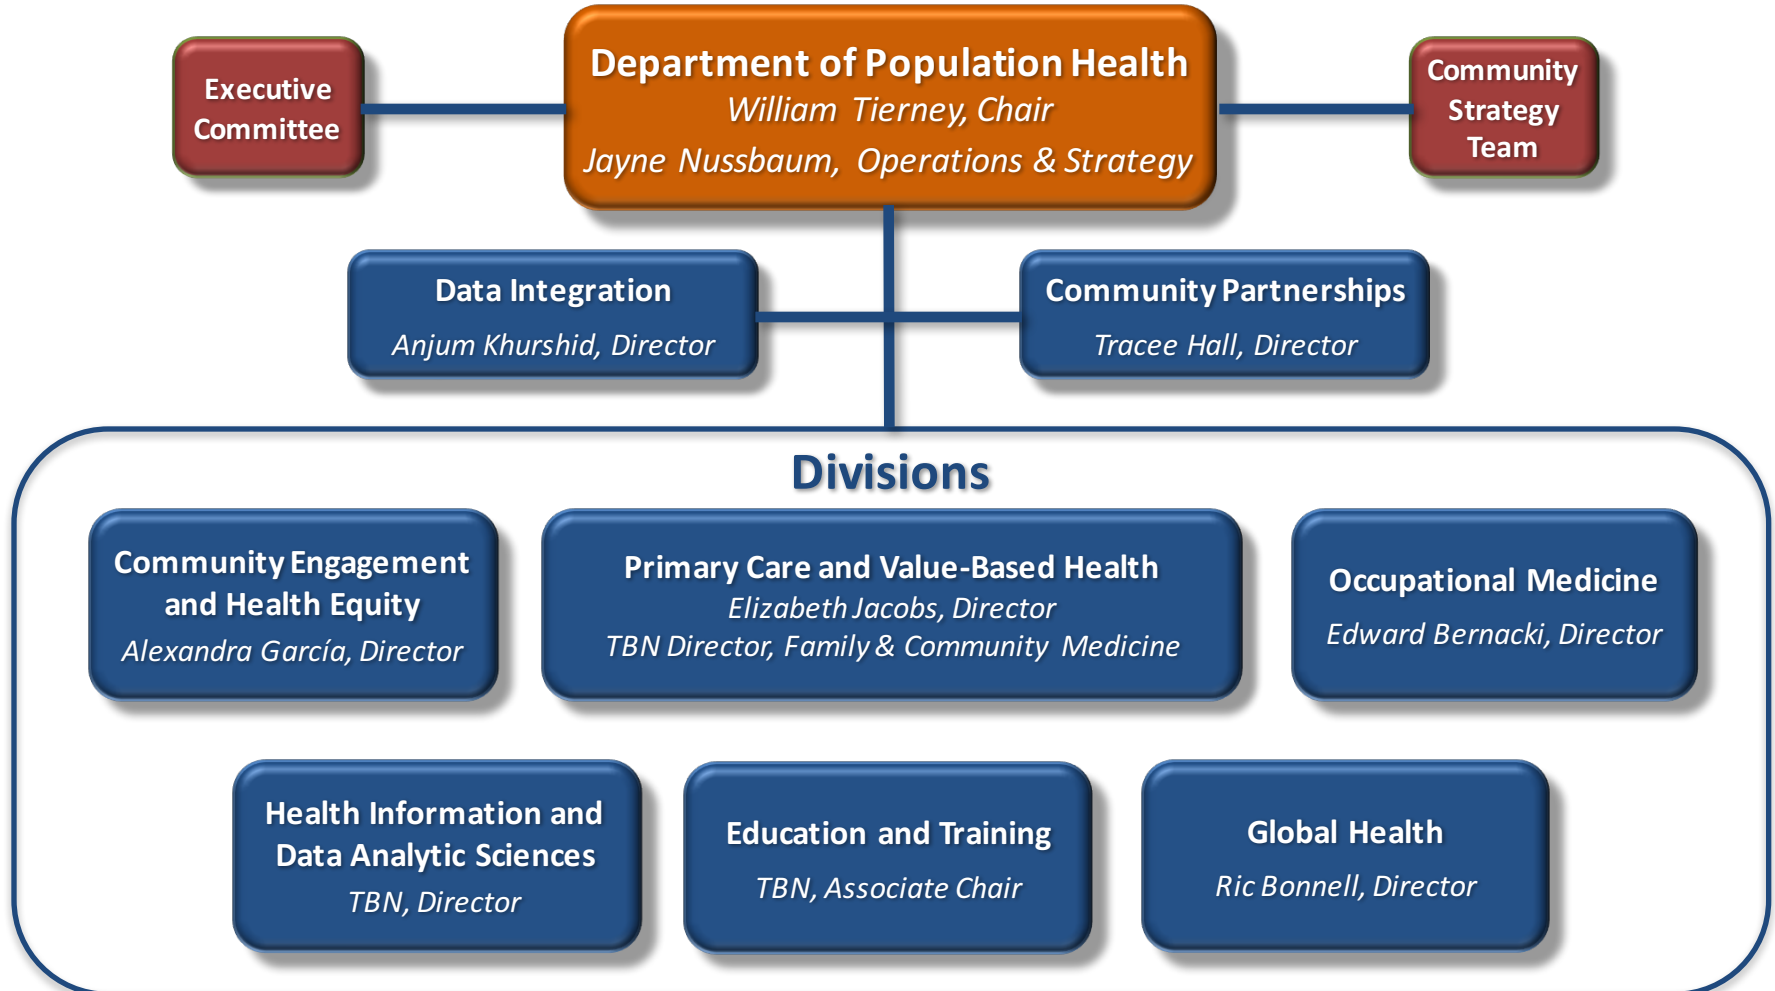 Executive
Committee
Department of Population Health
William Tierney, Chair
Jayne Nussbaum, Operations & Strategy
Community
Strategy
Team
Data Integration
Anjum Khurshid, Director
Community Partnerships
Tracee Hall, Director
Divisions
Community Engagement
and Health Equity
Alexandra García, Director
Primary Care and Value-Based Health
Elizabeth Jacobs, Director
TBN Director, Family & Community Medicine
Occupational Medicine
Edward Bernacki, Director
Health Information and
Data Analytic Sciences
TBN, Director
Education and Training
TBN, Associate Chair
Global Health
Ric Bonnell, Director